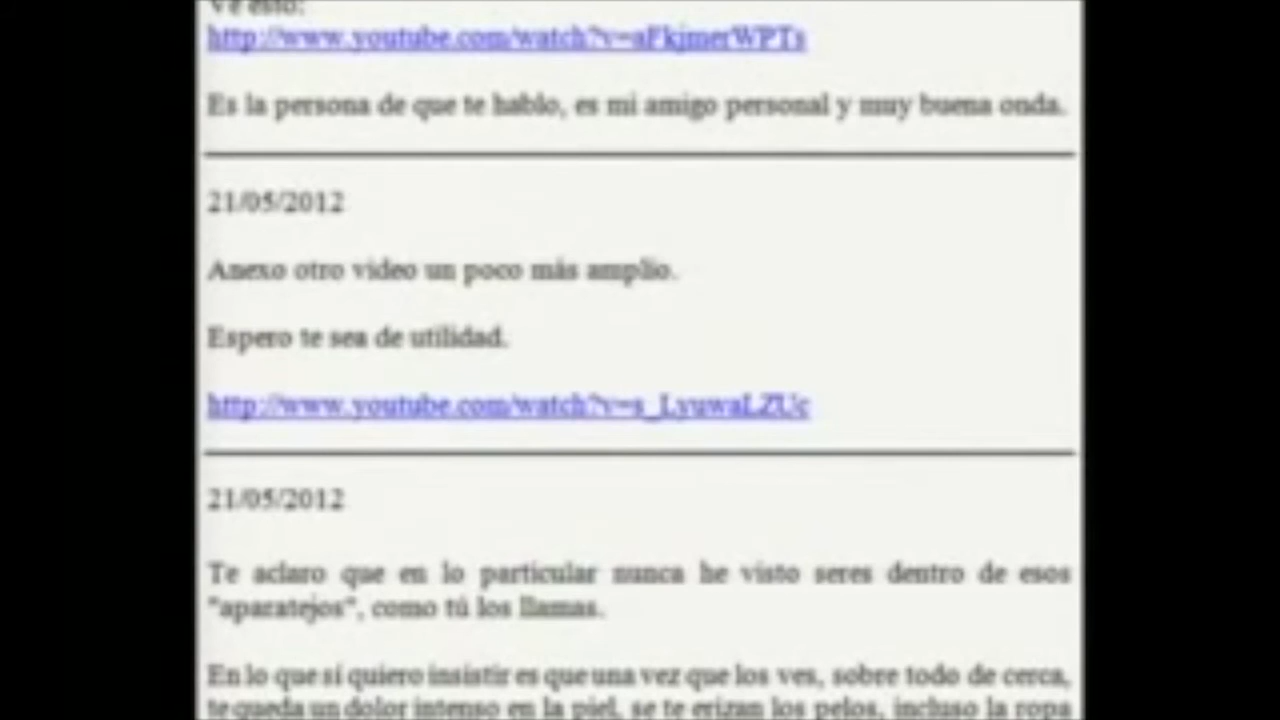 Ve esto:
http://www.youtube.com/watch?v=aFkjmerWPTs
Es la persona de que te hablo, es mi amigo personal y muy buena onda.
21/05/2012
Anexo otro video un poco más amplio.
Espero te sea de utilidad.
http://www.youtube.com/watch?v=s_LyuwaLZUc
21/05/2012
Te aclaro que en lo particular nunca he visto seres dentro de esos
"aparatejos", como tú los llamas.
En lo que sí quiero insistir es que una vez que los ves, sobre todo de cerca,
te queda un dolor intenso en la piel, se te erizan los pelos, incluso la ropa